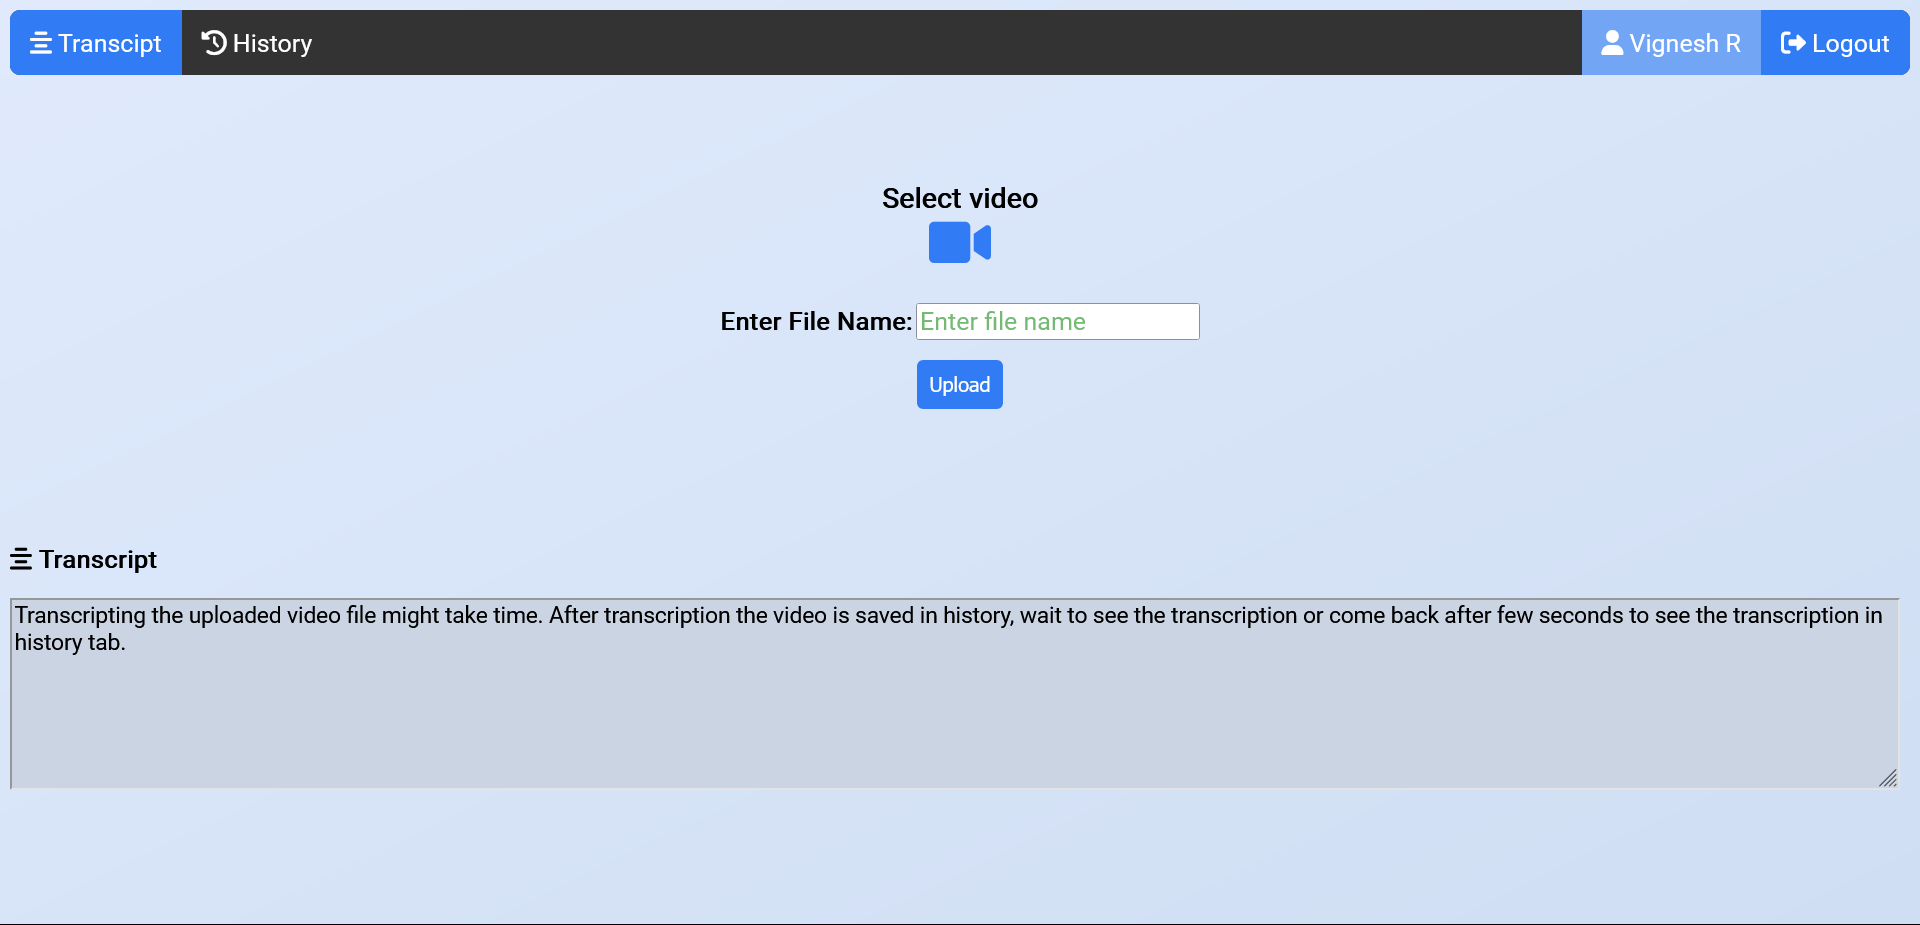 Transcipt
History
Vignesh R
Logout
Select video
Enter File Name:
Enter file name
Upload
Transcript
Transcripting the uploaded video file might take time. After transcription the video is saved in history, wait to see the transcription or come back after few seconds to see the transcription in
history tab.